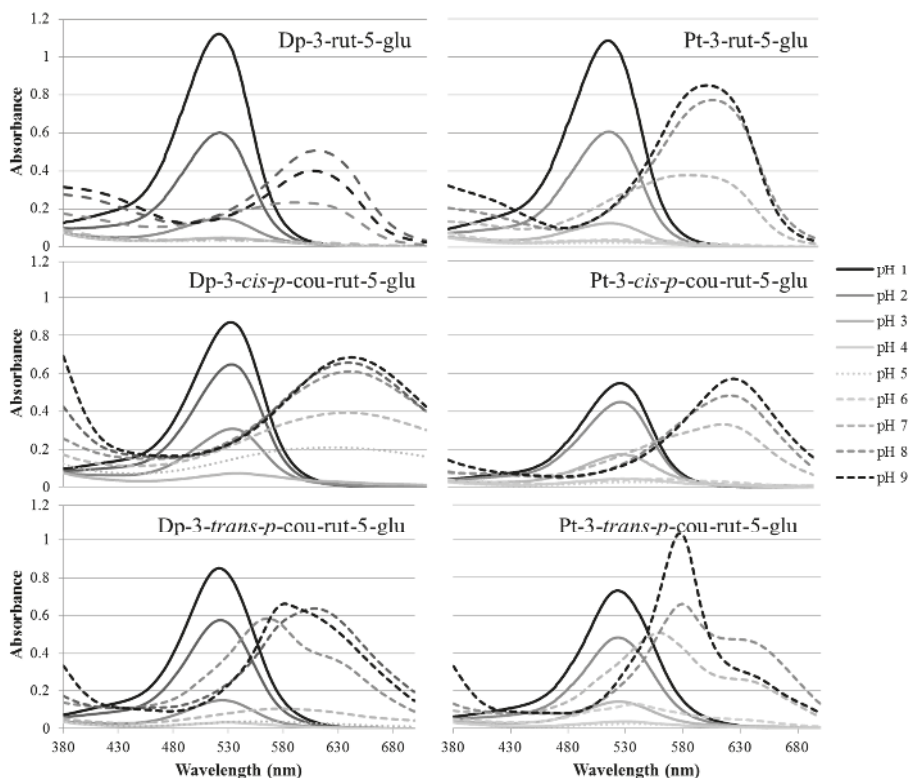 1.2
1
0.8
0.6
0.4
0.2
0
Absorbance
Dp-3-rut-5-glu
Pt-3-rut-5-glu
1.2
1
0.8
0.6
0.4
0.2
0
Absorbance
Dp-3-cis-p-cou-rut-5-glu
Pt-3-cis-p-cou-rut-5-glu
1
0.8
0.6
0.4
0.2
0
Absorbance
Dp-3-trans-p-cou-rut-5-glu
Pt-3-trans-p-cou-rut-5-glu
380 430 480 530 580 630 680
Wavelength (nm)
380 430 480 530 580 630 680
Wavelength (nm)
pH 1
pH 2
pH 3
pH 4
pH 5
pH 6
pH 7
pH 8
pH 9